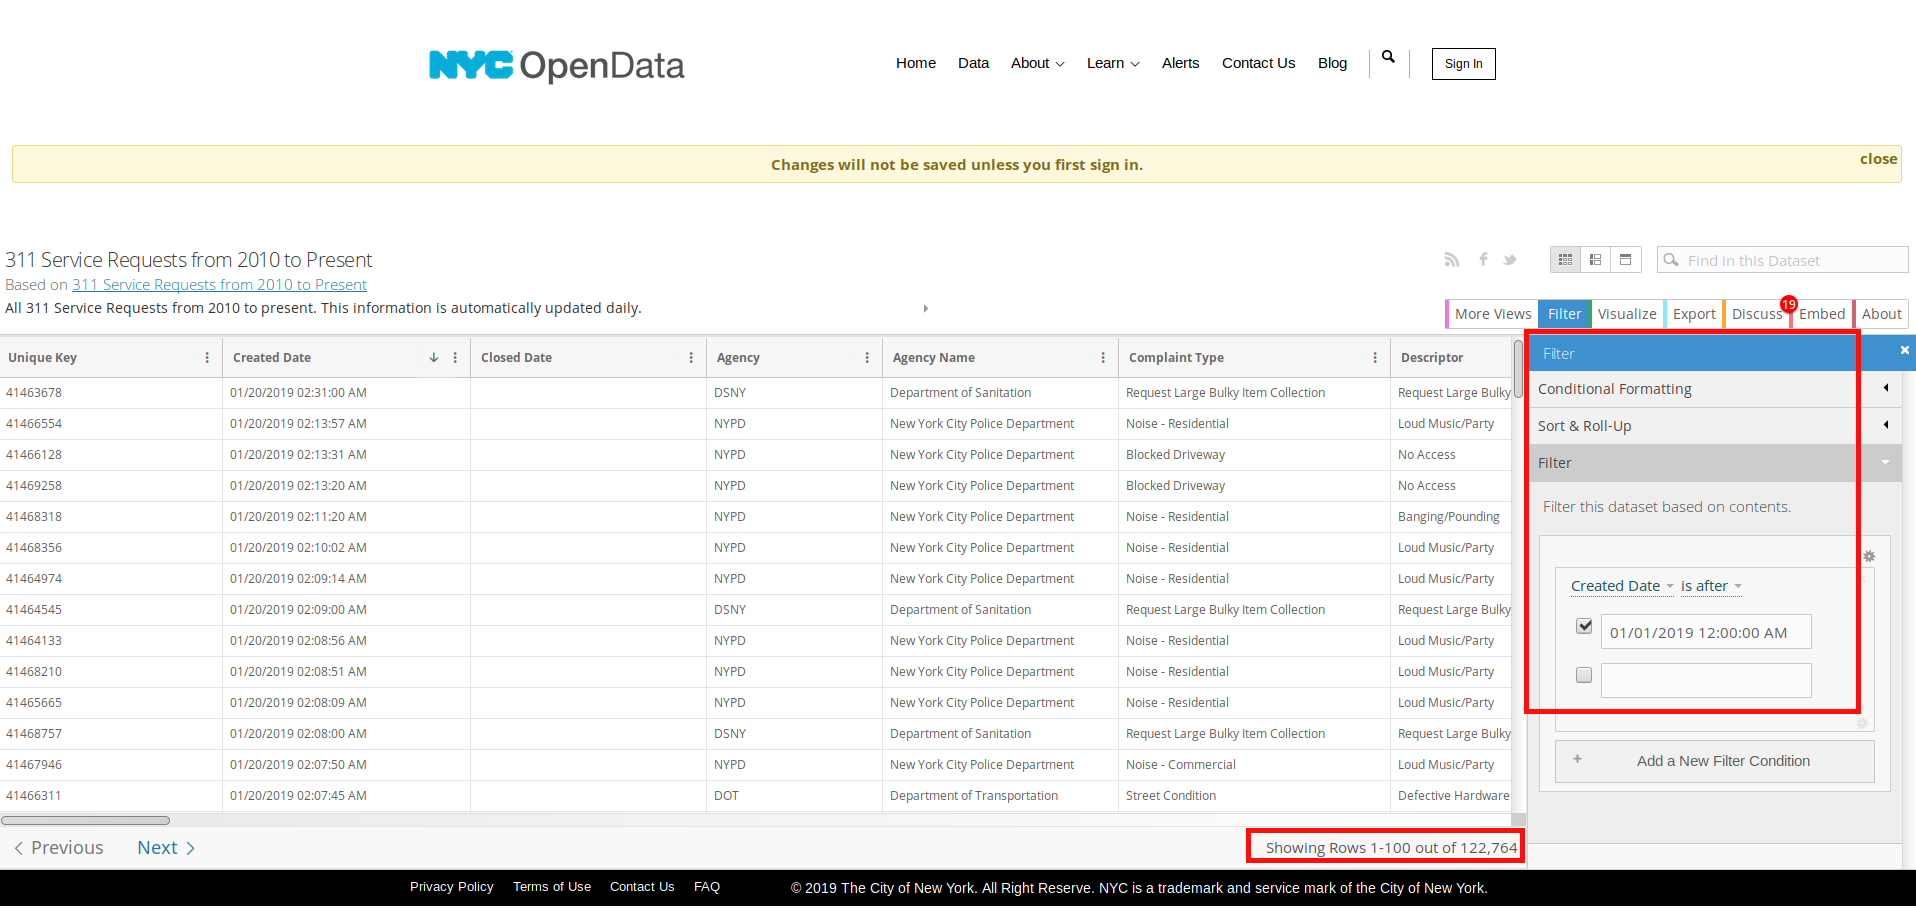 NYC OpenData
Home Data About Learn Alerts Contact Us Blog Sign In
Changes will not be saved unless you first sign in. close
311 Service Requests from 2010 to Present
Based on 311 Service Requests from 2010 to Present
All 311 Service Requests from 2010 to present. This information is automatically updated daily.
Find in this Dataset
19
More Views Filter Visualize Export Discuss Embed About
Unique Key Created Date Closed Date Agency Agency Name Complaint Type Descriptor
41463678 01/20/2019 02:31:00 AM DSNY Department of Sanitation Request Large Bulky Item Collection Request Large Bulky
41466554 01/20/2019 02:13:57 AM NYPD New York City Police Department Noise - Residential Loud Music/Party
41466128 01/20/2019 02:13:31 AM NYPD New York City Police Department Blocked Driveway No Access
41469258 01/20/2019 02:13:20 AM NYPD New York City Police Department Blocked Driveway No Access
41468318 01/20/2019 02:11:20 AM NYPD New York City Police Department Noise - Residential Banging/Pounding
41468356 01/20/2019 02:10:02 AM NYPD New York City Police Department Noise - Residential Loud Music/Party
41464974 01/20/2019 02:09:14 AM NYPD New York City Police Department Noise - Residential Loud Music/Party
41464545 01/20/2019 02:09:00 AM DSNY Department of Sanitation Request Large Bulky Item Collection Request Large Bulky
41464133 01/20/2019 02:08:56 AM NYPD New York City Police Department Noise - Residential Loud Music/Party
41468210 01/20/2019 02:08:51 AM NYPD New York City Police Department Noise - Residential Loud Music/Party
41465665 01/20/2019 02:08:09 AM NYPD New York City Police Department Noise - Residential Loud Music/Party
41468757 01/20/2019 02:08:00 AM DSNY Department of Sanitation Request Large Bulky Item Collection Request Large Bulky
41467946 01/20/2019 02:07:50 AM NYPD New York City Police Department Noise - Commercial Loud Music/Party
41466311 01/20/2019 02:07:45 AM DOT Department of Transportation Street Condition Defective Hardware
Filter
Conditional Formatting
Sort & Roll-Up
Filter
Filter this dataset based on contents.
Created Date is after
01/01/2019 12:00:00 AM
Add a New Filter Condition
Previous Next Showing Rows 1-100 out of 122,764
Privacy Policy Terms of Use Contact Us FAQ © 2019 The City of New York. All Right Reserve. NYC is a trademark and service mark of the City of New York.